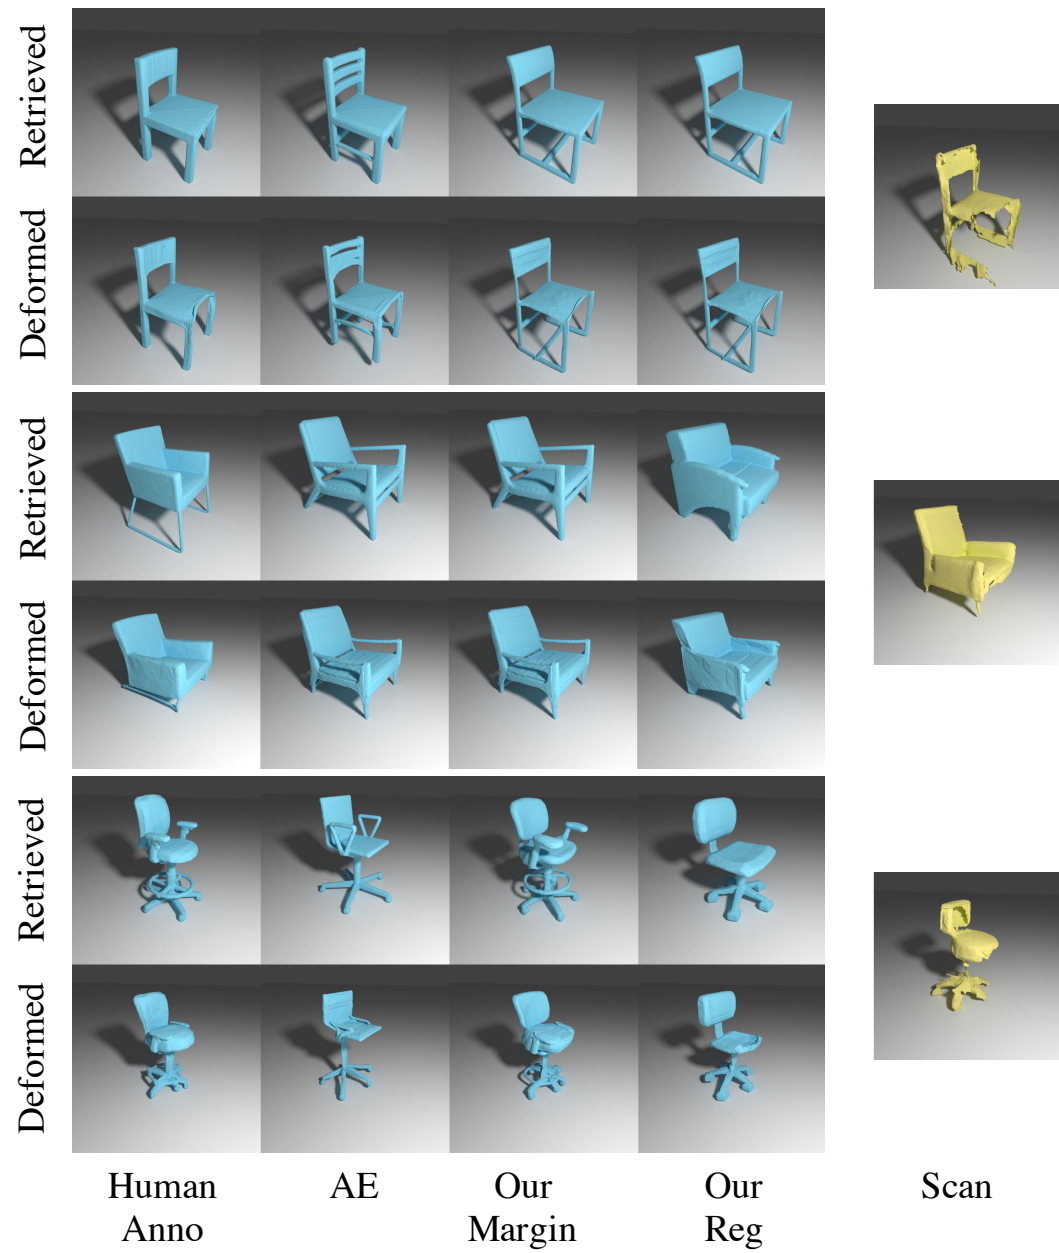 Retrieved
Deformed
Retrieved
Deformed
Retrieved
Deformed
Human
Anno
AE
Our
Margin
Our
Reg
Scan